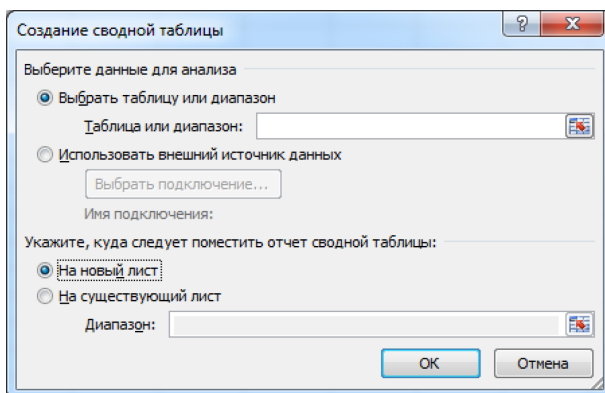 Создание сводной таблицы
Выберите данные для анализа
Выбрать таблицу или диапазон
Таблица или диапазон:
Использовать внешний источник данных
Выбрать подключение...
Имя подключения:
Укажите, куда следует поместить отчет сводной таблицы:
На новый лист
На существующий лист
Диапазон:
ОК Отмена